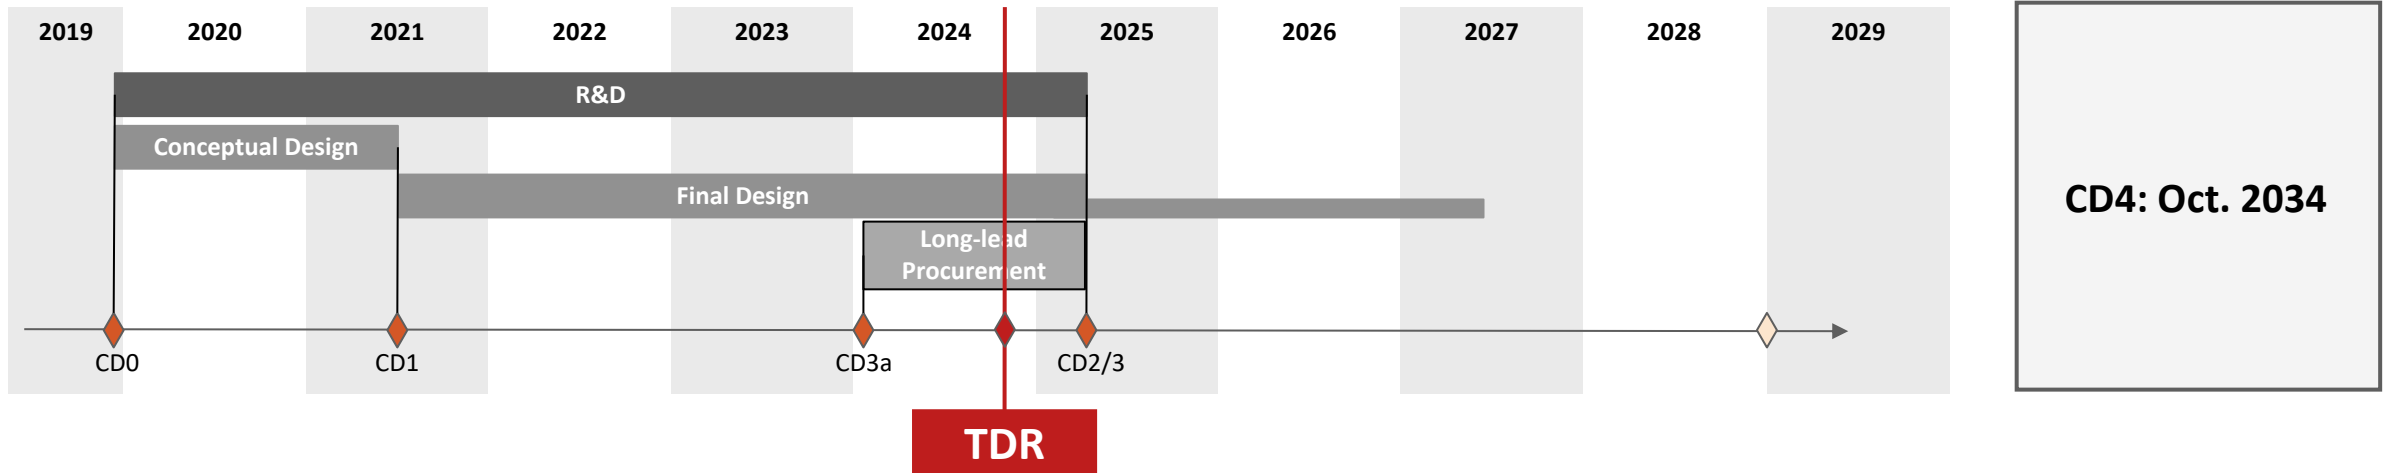 2019 2020 2021 2022 2023 2024 2025 2026 2027 2028 2029
R&D
Conceptual Design
Final Design
Long-lead
Procurement
CD0 CD1 CD3a CD2/3
TDR
CD4: Oct. 2034